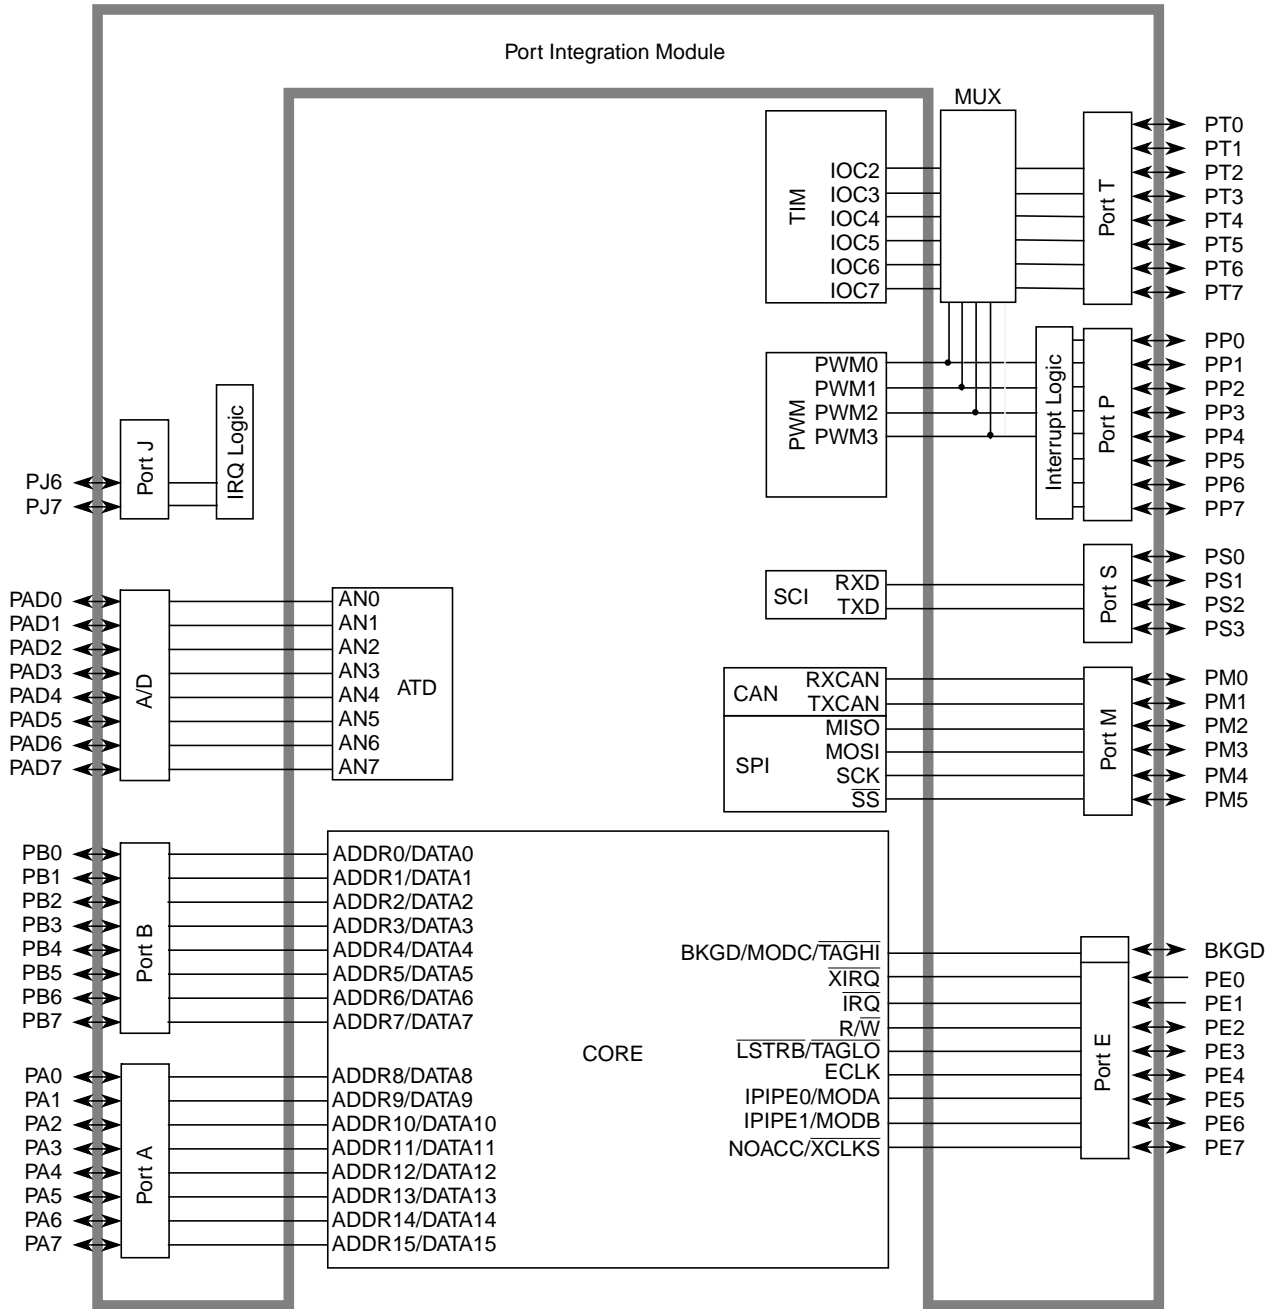 Port Integration Module
MUX
TIM
IOC2
IOC3
IOC4
IOC5
IOC6
IOC7
Port T
PT0
PT1
PT2
PT3
PT4
PT5
PT6
PT7
PWM
PWM0
PWM1
PWM2
PWM3
Interrupt Logic
Port P
PP0
PP1
PP2
PP3
PP4
PP5
PP6
PP7
PJ6
PJ7
Port J
IRQ Logic
SCI
RXD
TXD
Port S
PS0
PS1
PS2
PS3
PAD0
PAD1
PAD2
PAD3
PAD4
PAD5
PAD6
PAD7
A/D
AN0
AN1
AN2
AN3
AN4
AN5
AN6
AN7
ATD
CAN
RXCAN
TXCAN
SPI
MISO
MOSI
SCK
SS
Port M
PM0
PM1
PM2
PM3
PM4
PM5
PB0
PB1
PB2
PB3
PB4
PB5
PB6
PB7
Port B
ADDR0/DATA0
ADDR1/DATA1
ADDR2/DATA2
ADDR3/DATA3
ADDR4/DATA4
ADDR5/DATA5
ADDR6/DATA6
ADDR7/DATA7
PA0
PA1
PA2
PA3
PA4
PA5
PA6
PA7
Port A
ADDR8/DATA8
ADDR9/DATA9
ADDR10/DATA10
ADDR11/DATA11
ADDR12/DATA12
ADDR13/DATA13
ADDR14/DATA14
ADDR15/DATA15
CORE
BKGD/MODC/TAGHI
XIRQ
IRQ
R/W
LSTRB/TAGLO
ECLK
IPIPE0/MODA
IPIPE1/MODB
NOACC/XCLKS
Port E
BKGD
PE0
PE1
PE2
PE3
PE4
PE5
PE6
PE7